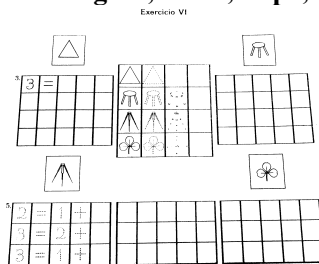 Exercicio VI
3.
3 =
5.
2 = 1 +
3 = 2 +
3 = 1 +